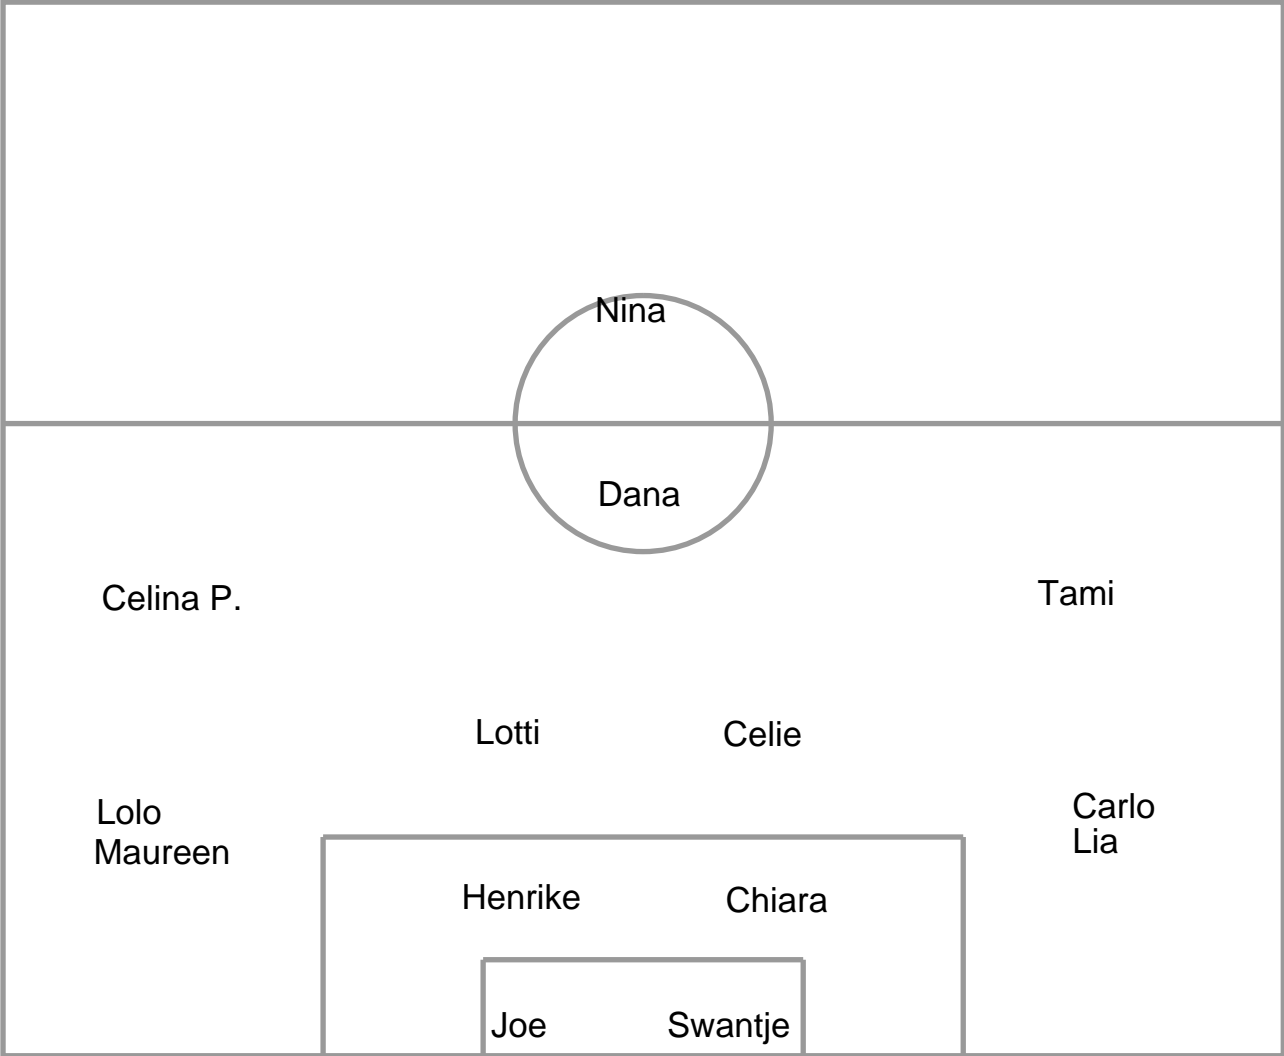 Nina
Dana
Celina P.
Tami
Lotti
Celie
Lolo
Maureen
Carlo
Lia
Henrike
Chiara
Joe
Swantje